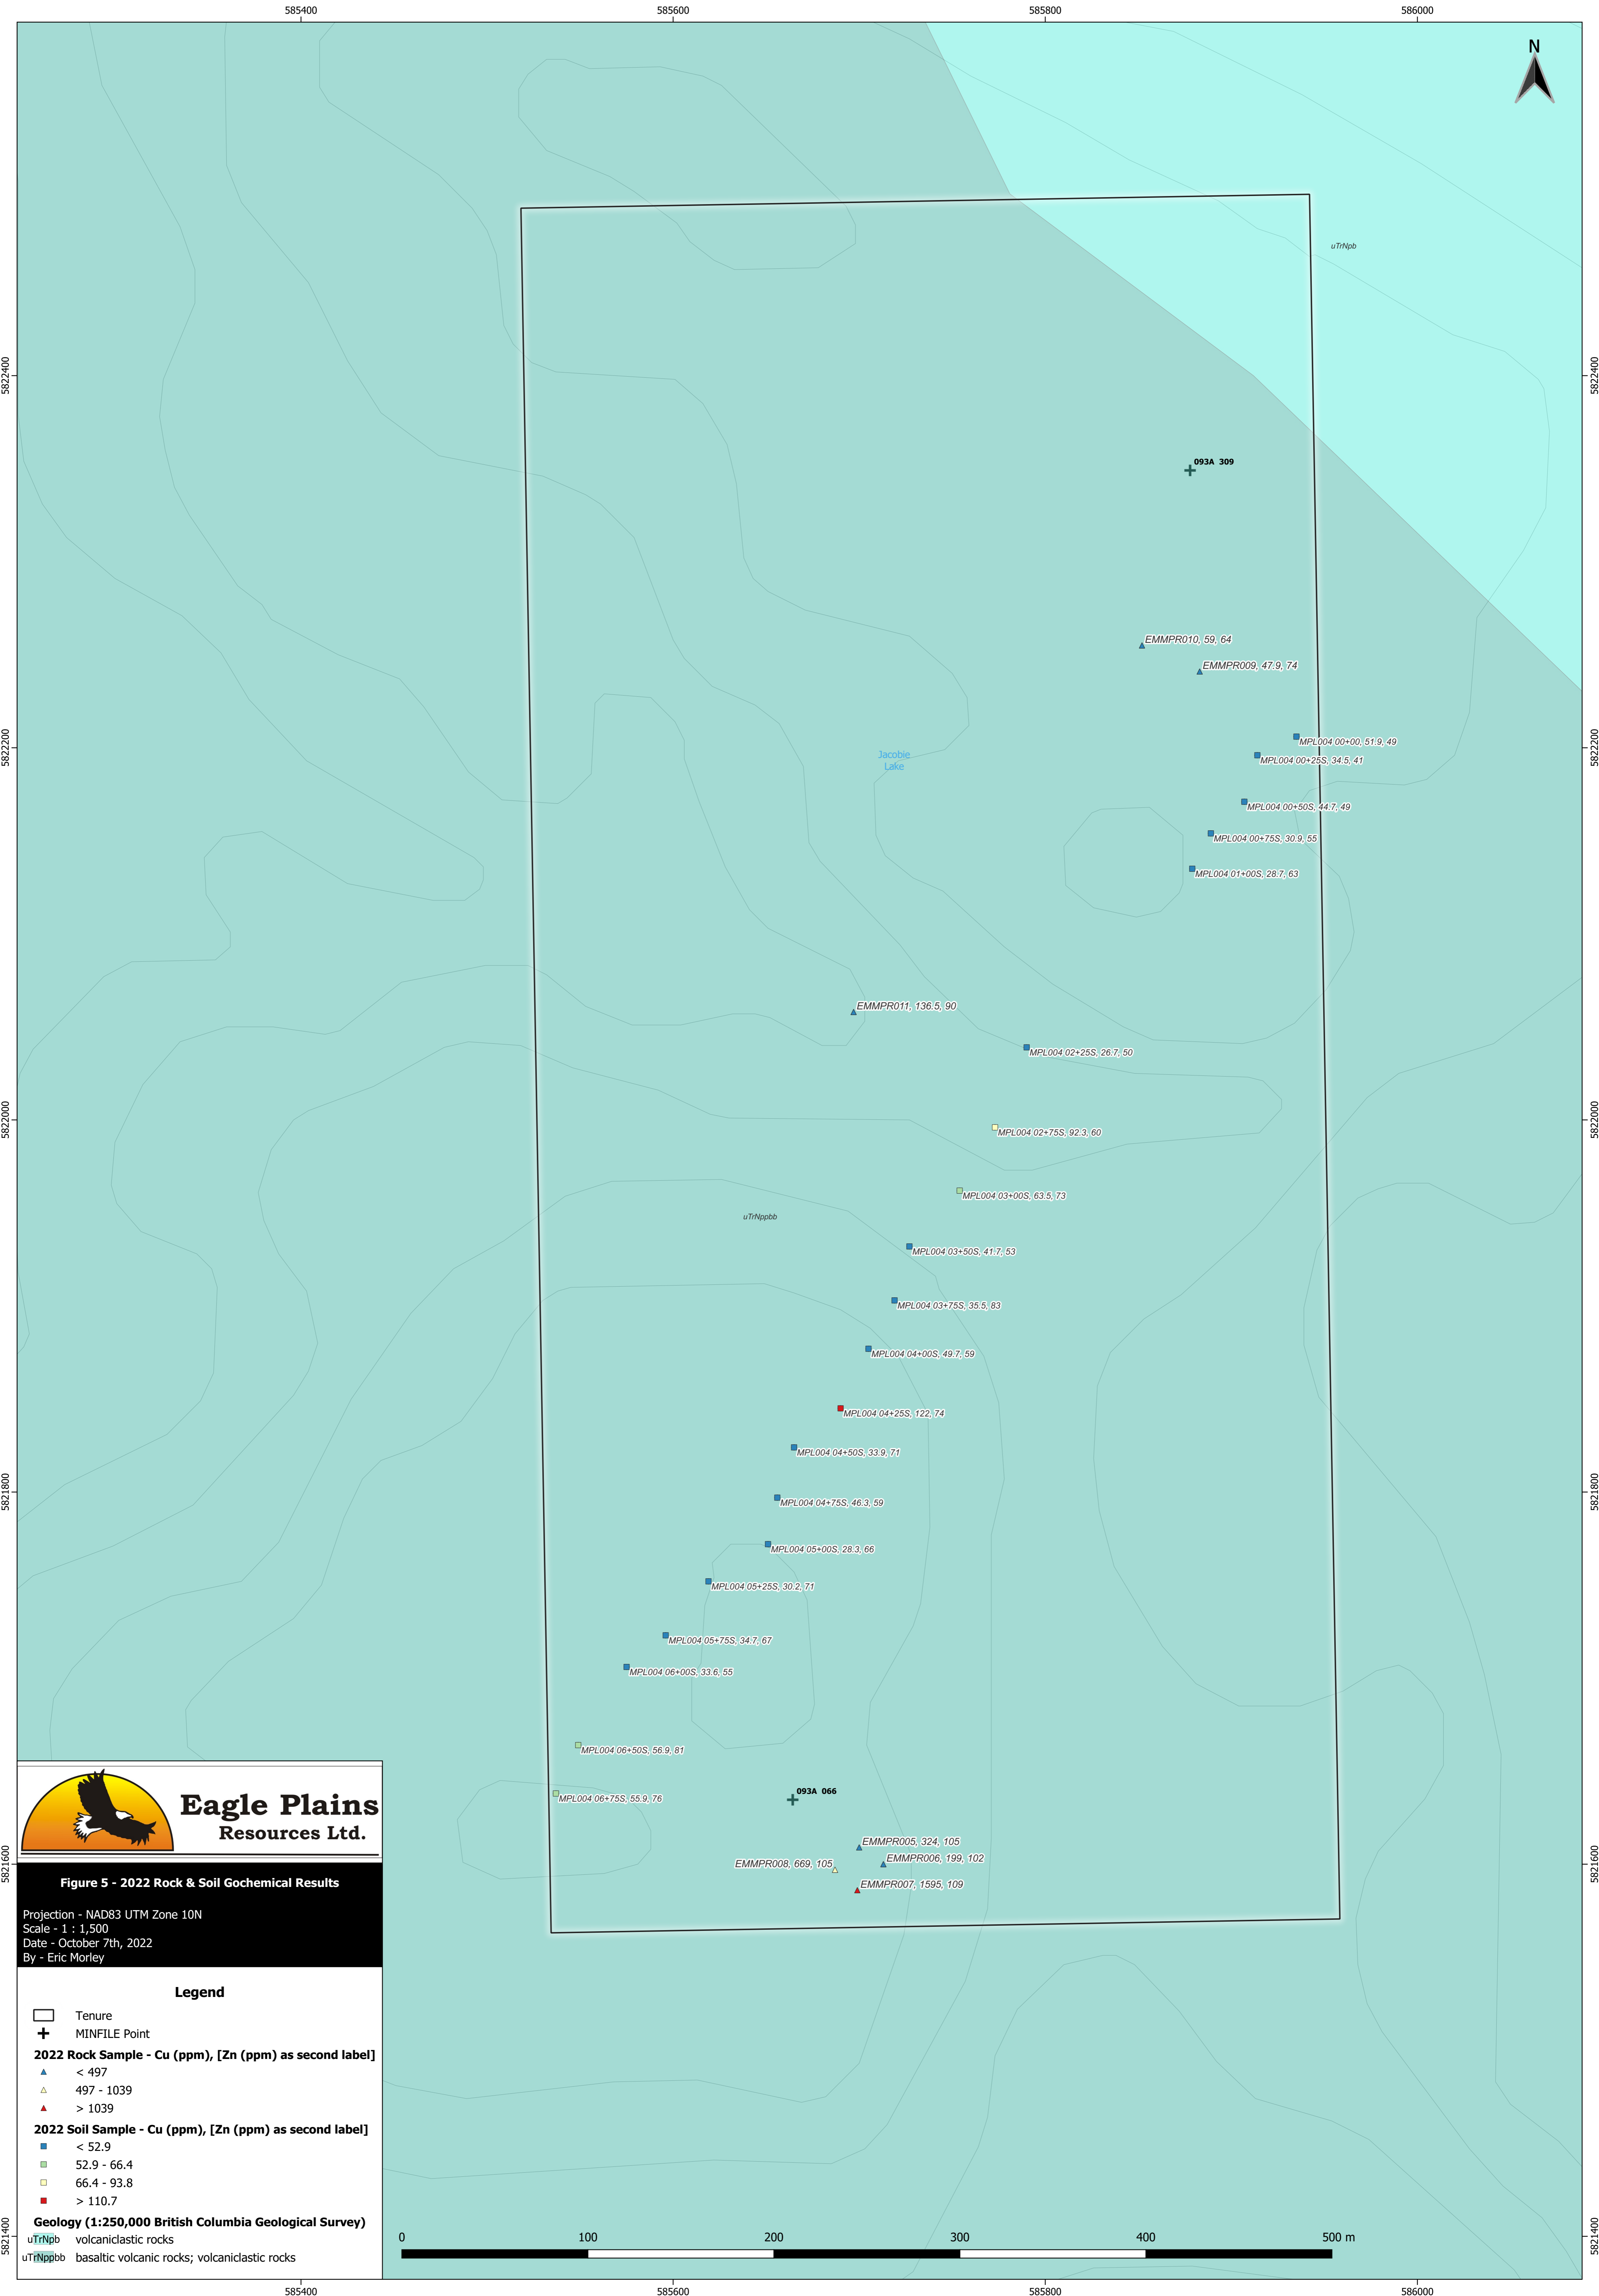 585400 585600 585800 586000
N
uTrNpb
5822400 5822400
093A 309
EMMPR010, 59, 64
EMMPR009, 47.9, 74
5822200 5822200
MPL004 00+00, 51.9, 49
Jacobie
Lake
MPL004 00+25S, 34.5, 41
MPL004 00+50S, 44.7, 49
MPL004 00+75S, 30.9, 55
MPL004 01+00S, 28.7, 63
EMMPR011, 136.5, 90
MPL004 02+25S, 26.7, 50
5822000 5822000
MPL004 02+75S, 92.3, 60
MPL004 03+00S, 63.5, 73
uTrNppbb
MPL004 03+50S, 41.7, 53
MPL004 03+75S, 35.5, 83
MPL004 04+00S, 49.7, 59
MPL004 04+25S, 122, 74
MPL004 04+50S, 33.9, 71
5821800 5821800
MPL004 04+75S, 46.3, 59
MPL004 05+00S, 28.3, 66
MPL004 05+25S, 30.2, 71
MPL004 05+75S, 34.7, 67
MPL004 06+00S, 33.6, 55
MPL004 06+50S, 56.9, 81
093A 066
MPL004 06+75S, 55.9, 76
EMMPR005, 324, 105
EMMPR006, 199, 102
EMMPR008, 669, 105
EMMPR007, 1595, 109
5821600 5821600
Eagle Plains
Resources Ltd.
Figure 5 - 2022 Rock & Soil Gochemical Results
Projection - NAD83 UTM Zone 10N
Scale - 1 : 1,500
Date - October 7th, 2022
By - Eric Morley
Legend
Tenure
MINFILE Point
2022 Rock Sample - Cu (ppm), [Zn (ppm) as second label]
< 497
497 - 1039
> 1039
2022 Soil Sample - Cu (ppm), [Zn (ppm) as second label]
< 52.9
52.9 - 66.4
66.4 - 93.8
> 110.7
Geology (1:250,000 British Columbia Geological Survey)
uTrNpb volcaniclastic rocks
uTrNppbb basaltic volcanic rocks; volcaniclastic rocks
0 100 200 300 400 500 m
5821400 5821400
585400 585600 585800 586000